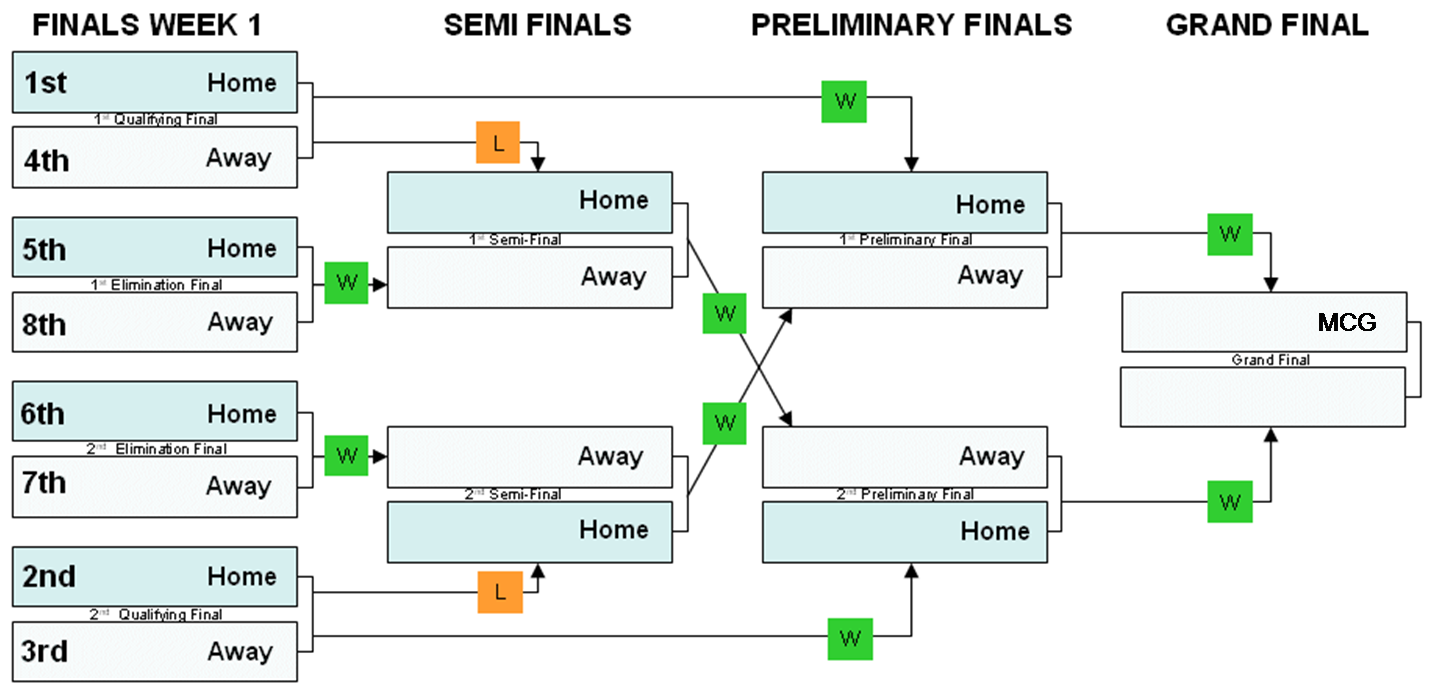 FINALS WEEK 1 SEMI FINALS PRELIMINARY FINALS GRAND FINAL
1st Home
1st Qualifying Final
4th Away
5th Home
1st Elimination Final
8th Away
6th Home
2nd Elimination Final
7th Away
2nd Home
2nd Qualifying Final
3rd Away
W
L
W
W
L
W
Home
1st Semi-Final
Away
Away
2nd Semi-Final
Home
W
W
Home
1st Preliminary Final
Away
Away
2nd Preliminary Final
Home
W
W
MCG
Grand Final